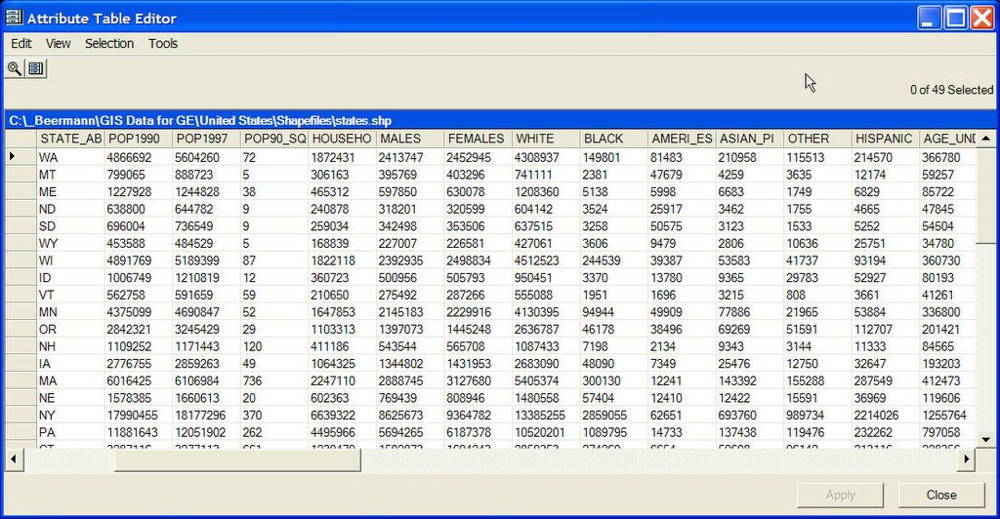 Attribute Table Editor
Edit View Selection Tools
0 of 49 Selected
C:\_Beermann\GIS Data for GE\United States\Shapefiles\states.shp
STATE_AB POP1990 POP1997 POP90_SQ HOUSEHO MALES FEMALES WHITE BLACK AMERI_ES ASIAN_PI OTHER HISPANIC AGE_UND
WA 4866692 5604260 72 1872431 2413747 2452945 4308937 149801 81483 210958 115513 214570 366780
MT 799065 888723 5 306163 395769 403296 741111 2381 47679 4259 3635 12174 59257
ME 1227928 1244828 38 465312 597850 630078 1208360 5138 5998 6683 1749 6829 85722
ND 638800 644782 9 240878 318201 320599 604142 3524 25917 3462 1755 4665 47845
SD 696004 736549 9 259034 342498 353506 637515 3258 50575 3123 1533 5252 54504
WY 453588 484529 5 168839 227007 226581 427061 3606 9479 2806 10636 25751 34780
WI 4891769 5189399 87 1822118 2392935 2498834 4512523 244539 39387 53583 41737 93194 360730
ID 1006749 1210819 12 360723 500956 505793 950451 3370 13780 9365 29783 52927 80193
VT 562758 591659 59 210650 275492 287266 555088 1951 1696 3215 808 3661 41261
MN 4375099 4690847 52 1647853 2145183 2229916 4130395 94944 49909 77886 21965 53884 336800
OR 2842321 3245429 29 1103313 1397073 1445248 2636787 46178 38496 69269 51591 112707 201421
NH 1109252 1171443 120 411186 543544 565708 1087433 7198 2134 9343 3144 11333 84565
IA 2776755 2859263 49 1064325 1344802 1431953 2683090 48090 7349 25476 12750 32647 193203
MA 6016425 6106984 736 2247110 2888745 3127680 5405374 300130 12241 143392 155288 287549 412473
NE 1578385 1660613 20 602363 769439 808946 1480558 57404 12410 12422 15591 36969 119606
NY 17990455 18177296 370 6639322 8625673 9364782 13385255 2859055 62651 693760 989734 2214026 1255764
PA 11881643 12051902 262 4495966 5694265 6187378 10520201 1089795 14733 137438 119476 232262 797058
Apply Close